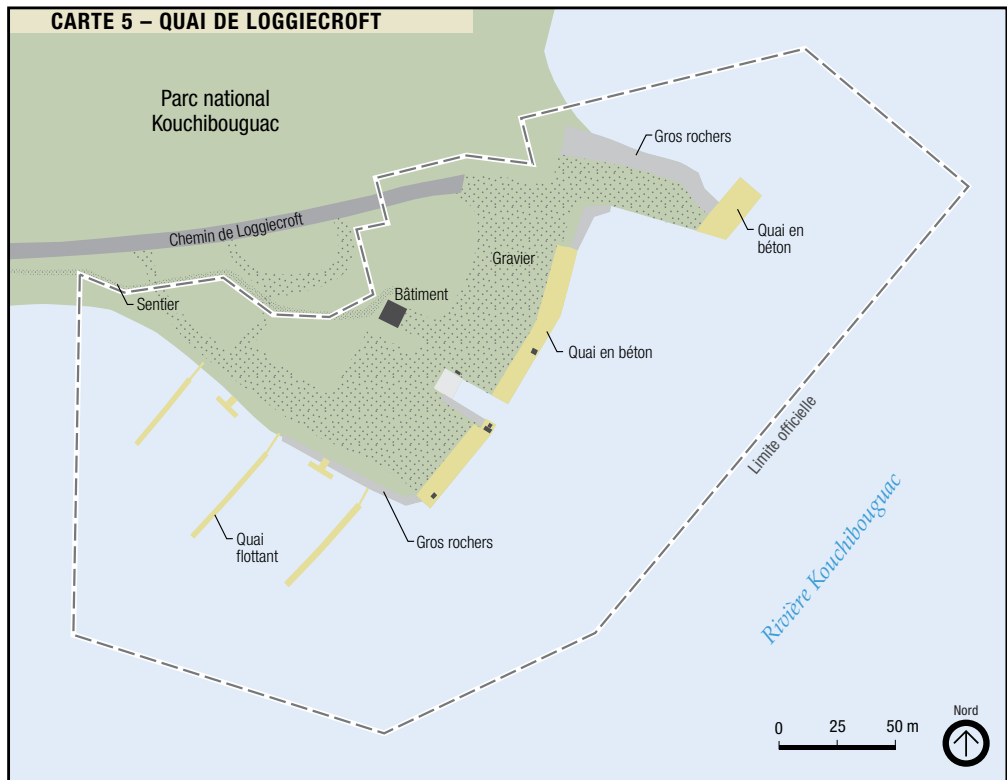 CARTE 5 – QUAI DE LOGGIECROFT
Parc national
Kouchibouguac
Gros rochers
Quai en
béton
Chemin de Loggiecroft
Gravier
Sentier
Bâtiment
Quai en béton
Limite officielle
Rivière Kouchibouguac
Quai
flottant
Gros rochers
0 25 50 m
Nord